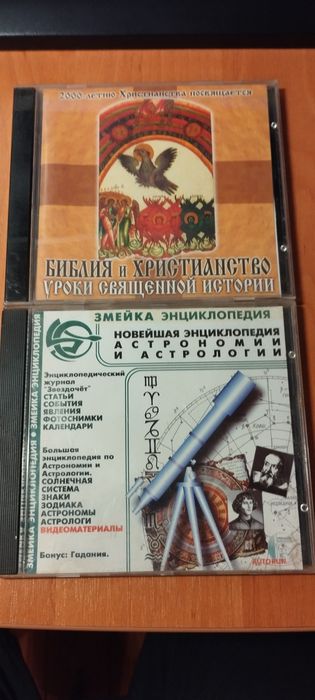 2000-летию Христианства посвящается
БИБЛИЯ и ХРИСТИАНСТВО
УРОКИ СВЯЩЕННОЙ ИСТОРИИ
ЗМЕЙКА ЭНЦИКЛОПЕДИЯ
НОВЕЙШАЯ ЭНЦИКЛОПЕДИЯ
АСТРОНОМИИ
И АСТРОЛОГИИ
ЗМЕЙКА ЭНЦИКЛОПЕДИЯ • ЗМЕЙКА ЭНЦИКЛОПЕДИЯ
Энциклопедический
журнал
"Звездочёт"
СТАТЬИ
СОБЫТИЯ
ЯВЛЕНИЯ
ФОТОСНИМКИ
КАЛЕНДАРИ
Большая
энциклопедия по
Астрономии и
Астрологии.
СОЛНЕЧНАЯ
СИСТЕМА
ЗНАКИ
ЗОДИАКА
АСТРОНОМЫ
АСТРОЛОГИ
ВИДЕОМАТЕРИАЛЫ
Бонус: Гадания.
AUTORUN